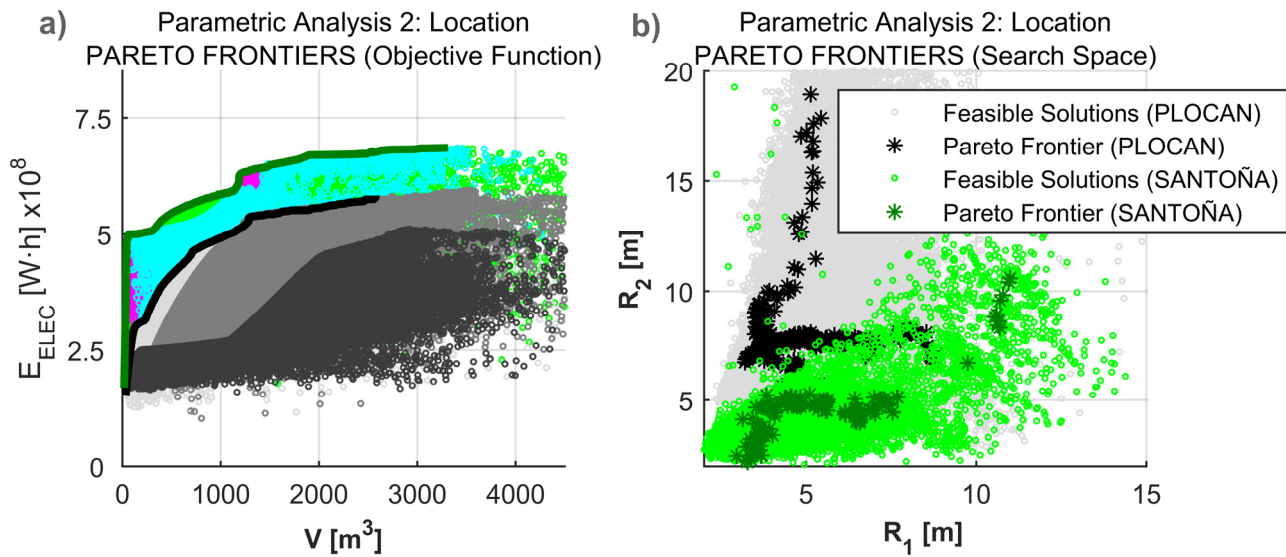 a)
Parametric Analysis 2: Location
PARETO FRONTIERS (Objective Function)
E_ELEC [W·h] x10^8
7.5
5
2.5
0
0 1000 2000 3000 4000
V [m^3]
b)
Parametric Analysis 2: Location
PARETO FRONTIERS (Search Space)
Feasible Solutions (PLOCAN)
Pareto Frontier (PLOCAN)
Feasible Solutions (SANTOÑA)
Pareto Frontier (SANTOÑA)
R_2 [m]
20
15
10
5
5 10 15
R_1 [m]